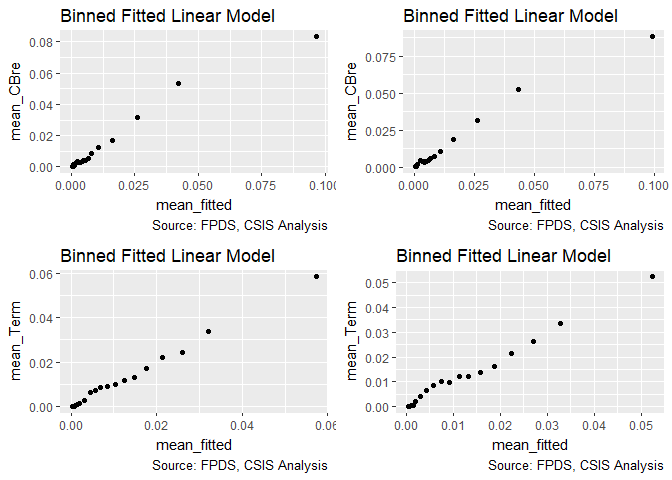 Binned Fitted Linear Model
mean_CBre
0.08
0.06
0.04
0.02
0.00
0.000 0.025 0.050 0.075 0.100
mean_fitted
Source: FPDS, CSIS Analysis
Binned Fitted Linear Model
mean_CBre
0.075
0.050
0.025
0.000
0.000 0.025 0.050 0.075 0.100
mean_fitted
Source: FPDS, CSIS Analysis
Binned Fitted Linear Model
mean_Term
0.06
0.04
0.02
0.00
0.00 0.02 0.04
mean_fitted
Source: FPDS, CSIS Analysis
Binned Fitted Linear Model
mean_Term
0.05
0.04
0.03
0.02
0.01
0.00
0.00 0.01 0.02 0.03 0.04 0.05
mean_fitted
Source: FPDS, CSIS Analysis